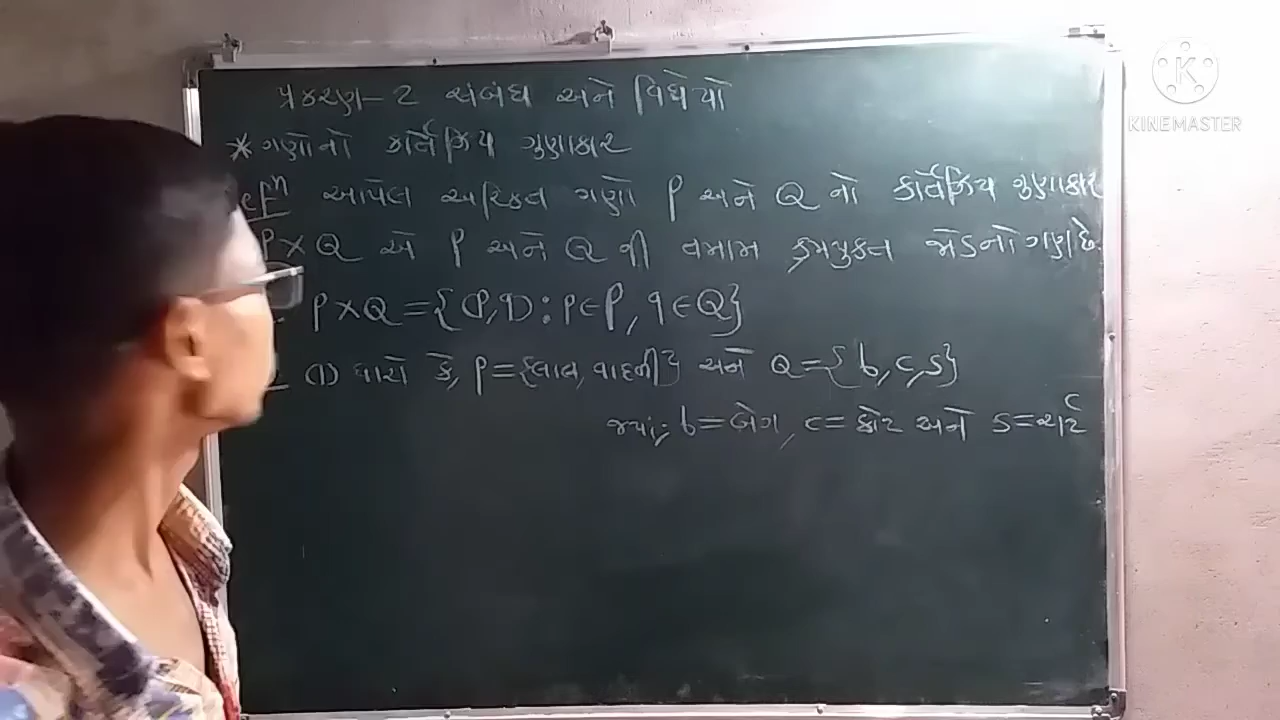 પ્રકરણ-2 સંબંધ અને વિધેયો
* ગણોનો કાર્તેઝિય ગુણાકાર
efⁿ આપેલ અરિક્ત ગણો P અને Q નો કાર્તેઝિય ગુણાકાર
P×Q એ P અને Q ની તમામ ક્રમયુક્ત જોડનો ગણ છે.
P×Q={(P,q):p∈P, q∈Q}
(1) ધારો કે, P={લાલ, વાદળી} અને Q={b,c,s}
જ્યાં; b=બેગ, c=કોટ અને s=શર્ટ
KINEMASTER